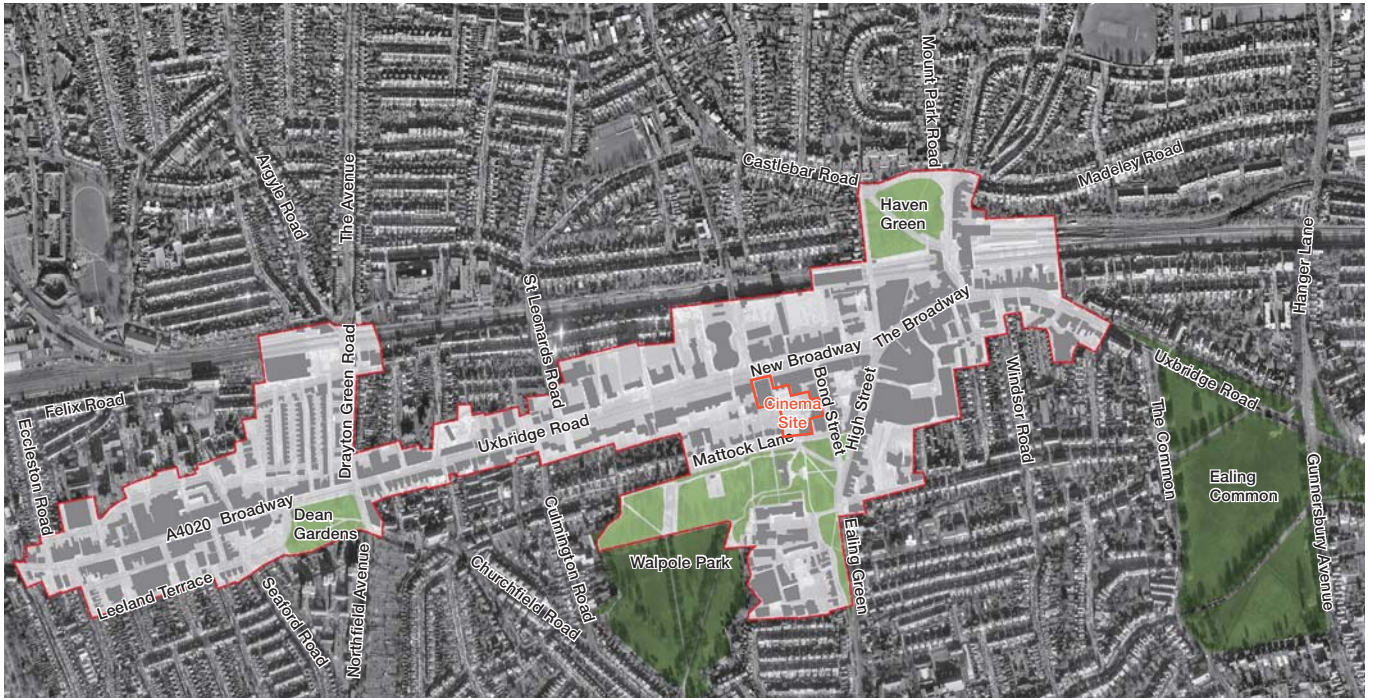 Mount Park Road
Castlebar Road
Madeley Road
Argyle Road
The Avenue
Haven
Green
Hanger Lane
St Leonards Road
The Broadway
New Broadway
Drayton Green Road
Uxbridge Road
Felix Road
Windsor Road
Bond Street
High Street
Cinema
Site
The Common
Eccleston Road
Uxbridge Road
Mattock Lane
Ealing
Common
Gunnersbury Avenue
A4020 Broadway
Dean
Gardens
Culmington Road
Walpole Park
Ealing Green
Leeland Terrace
Seaford Road
Northfield Avenue
Churchfield Road